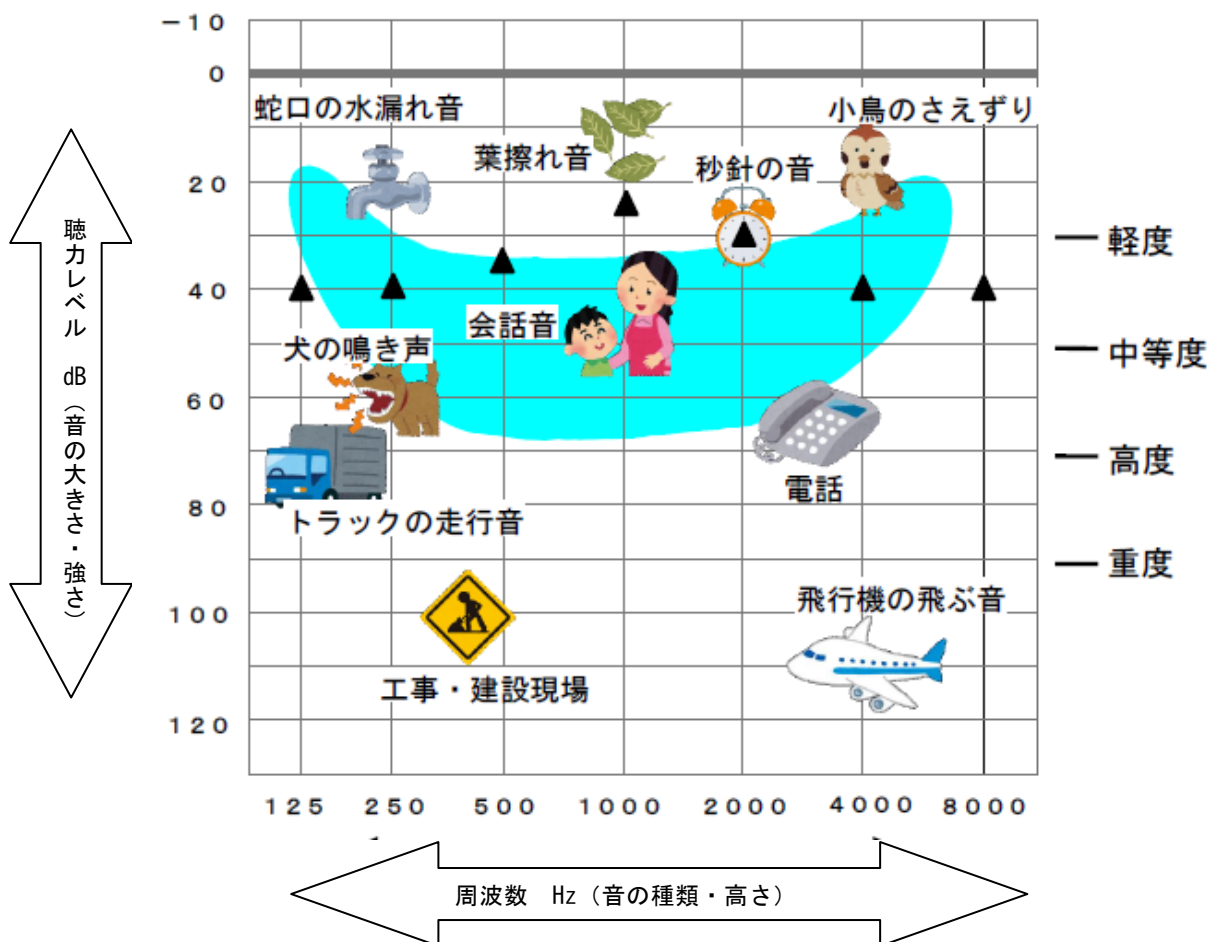 －10
0
蛇口の水漏れ音
小鳥のさえずり
葉擦れ音
秒針の音
20
軽度
40
会話音
犬の鳴き声
中等度
60
高度
電話
80
トラックの走行音
重度
飛行機の飛ぶ音
100
工事・建設現場
120
125 250 500 1000 2000 4000 8000
聴力レベル dB（音の大きさ・強さ）
周波数 Hz（音の種類・高さ）